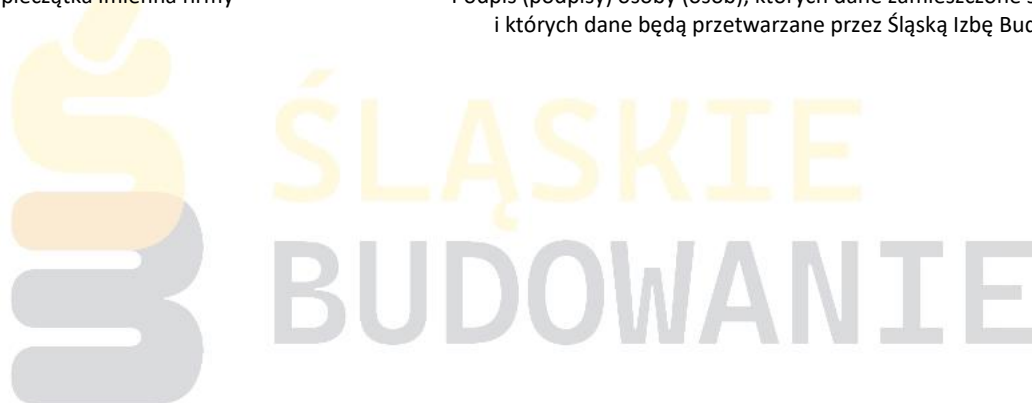 pieczątka imienna firmy
Podpis (podpisy) osoby (osób), których dane zamieszczone
i których dane będą przetwarzane przez Śląską Izbę
ŚLĄSKIE
BUDOWANIE